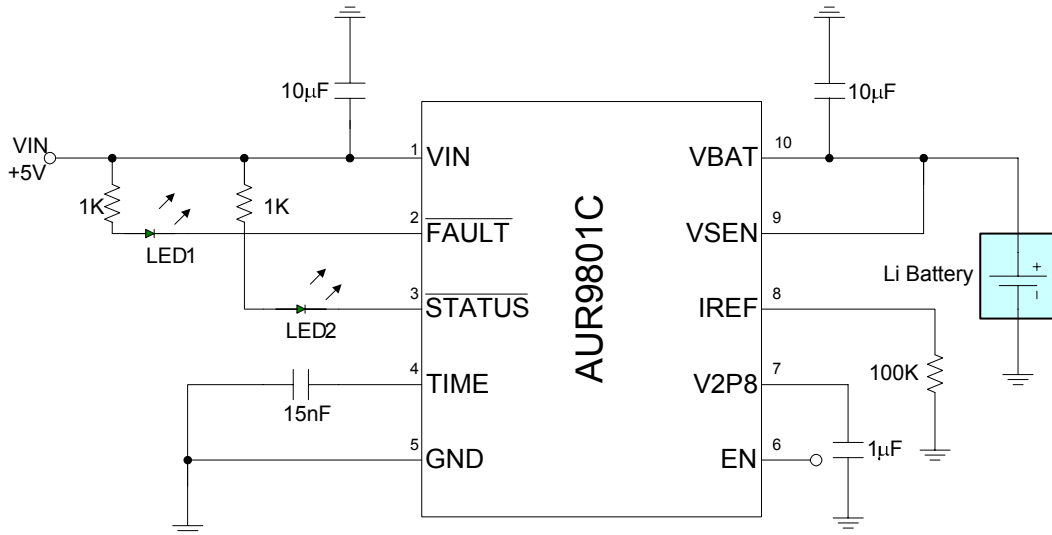 10μF
10μF
VIN
+5V
1
VIN
VBAT
10
1K
1K
2
FAULT
VSEN
9
LED1
Li Battery
+
-
3
STATUS
IREF
8
LED2
AUR9801C
4
TIME
V2P8
7
100K
15nF
5
GND
EN
6
1μF